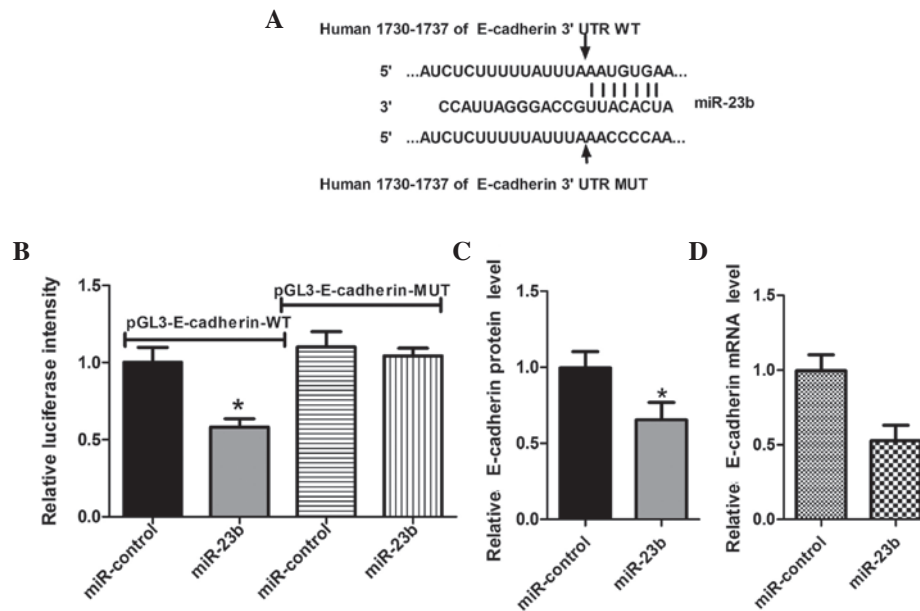 A
Human 1730-1737 of E-cadherin 3' UTR WT
5' ...AUCUCUUUUUAUUUAAAUGUGAA...
3' CCAUUAGGGACCGUUACACUA miR-23b
5' ...AUCUCUUUUUAUUUAAACCCCAA...
Human 1730-1737 of E-cadherin 3' UTR MUT
B
Relative luciferase intensity
1.5
1.0
0.5
0.0
pGL3-E-cadherin-WT
pGL3-E-cadherin-MUT
*
miR-control
miR-23b
miR-control
miR-23b
C
Relative E-cadherin protein level
1.5
1.0
0.5
0.0
*
miR-control
miR-23b
D
Relative E-cadherin mRNA level
1.5
1.0
0.5
0.0
miR-control
miR-23b